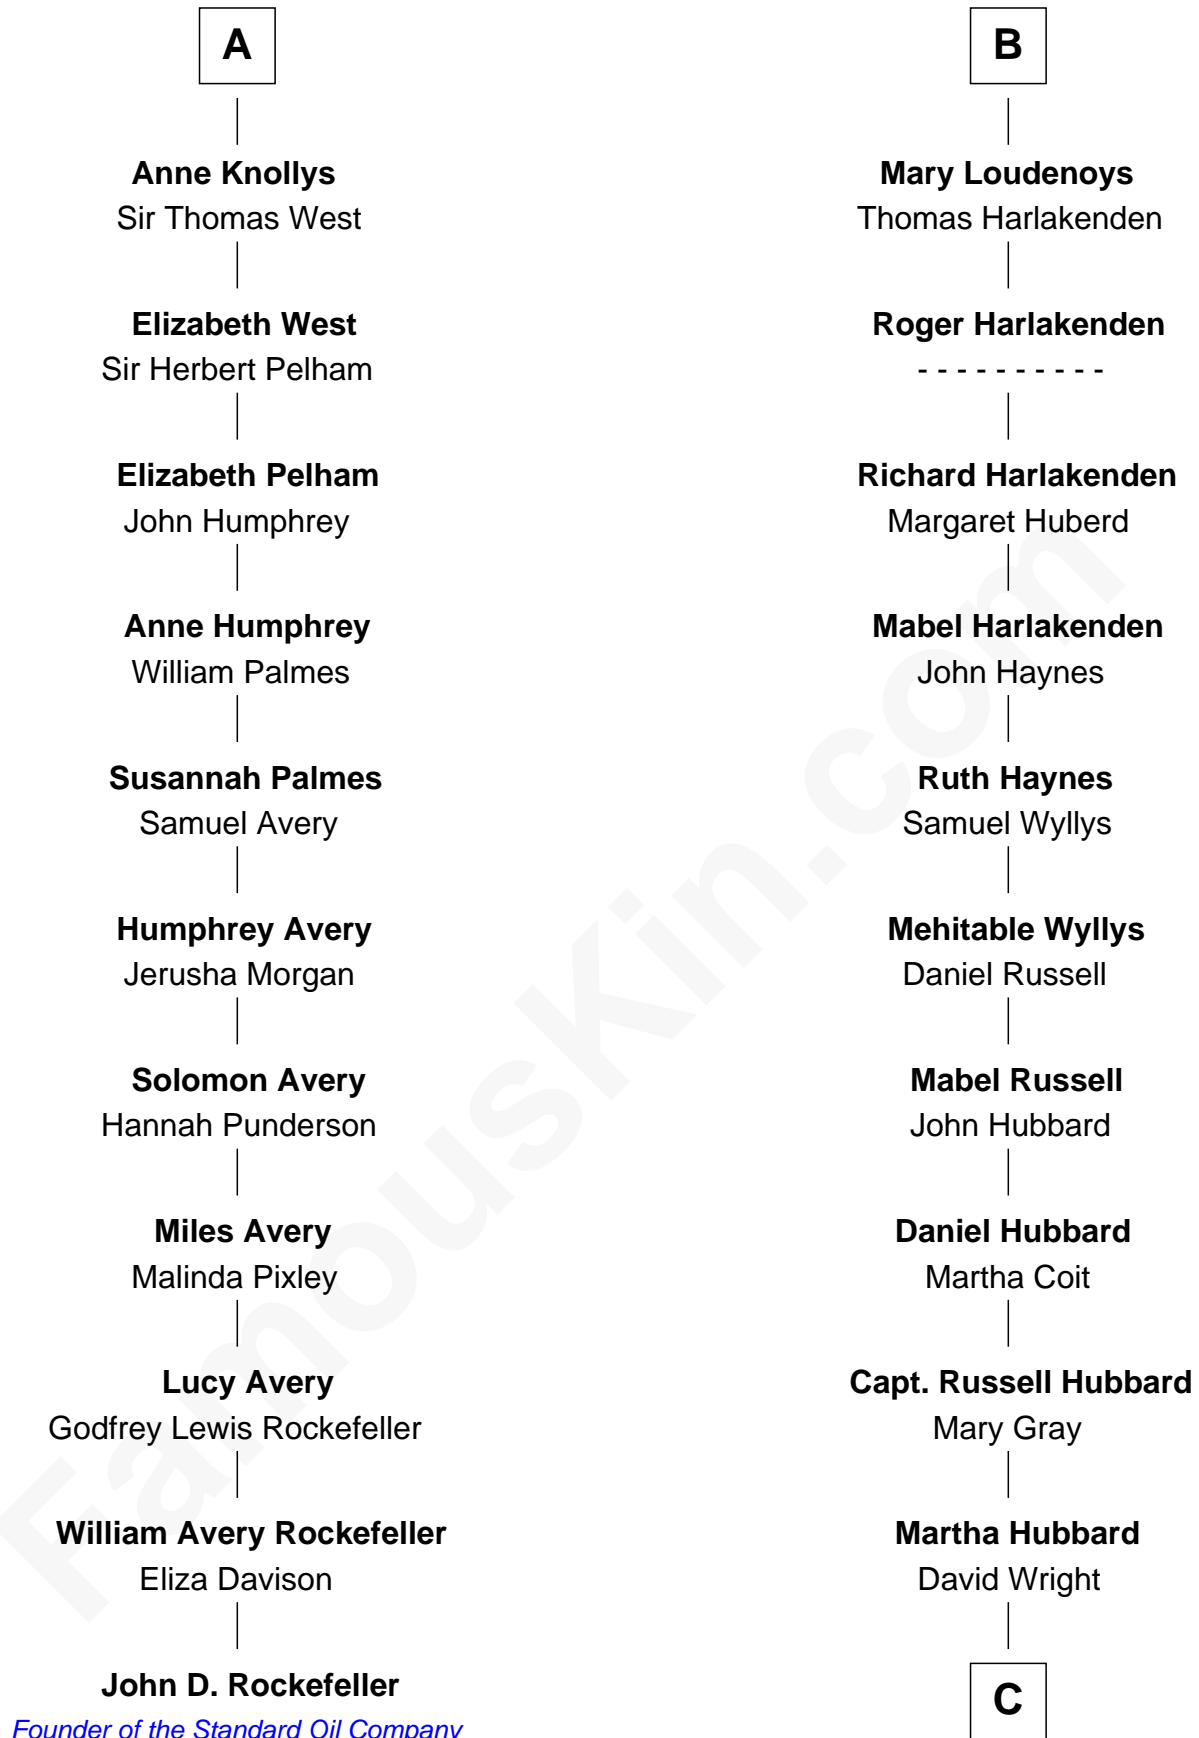 A
Anne Knollys
Sir Thomas West
Elizabeth West
Sir Herbert Pelham
Elizabeth Pelham
John Humphrey
Anne Humphrey
William Palmes
Susannah Palmes
Samuel Avery
Humphrey Avery
Jerusha Morgan
Solomon Avery
Hannah Punderson
Miles Avery
Malinda Pixley
Lucy Avery
Godfrey Lewis Rockefeller
William Avery Rockefeller
Eliza Davison
John D. Rockefeller
Founder of the Standard Oil Company
B
Mary Loudenoys
Thomas Harlakenden
Roger Harlakenden
- - - - - - - - - -
Richard Harlakenden
Margaret Huberd
Mabel Harlakenden
John Haynes
Ruth Haynes
Samuel Wyllys
Mehitable Wyllys
Daniel Russell
Mabel Russell
John Hubbard
Daniel Hubbard
Martha Coit
Capt. Russell Hubbard
Mary Gray
Martha Hubbard
David Wright
C
FamousKin.com